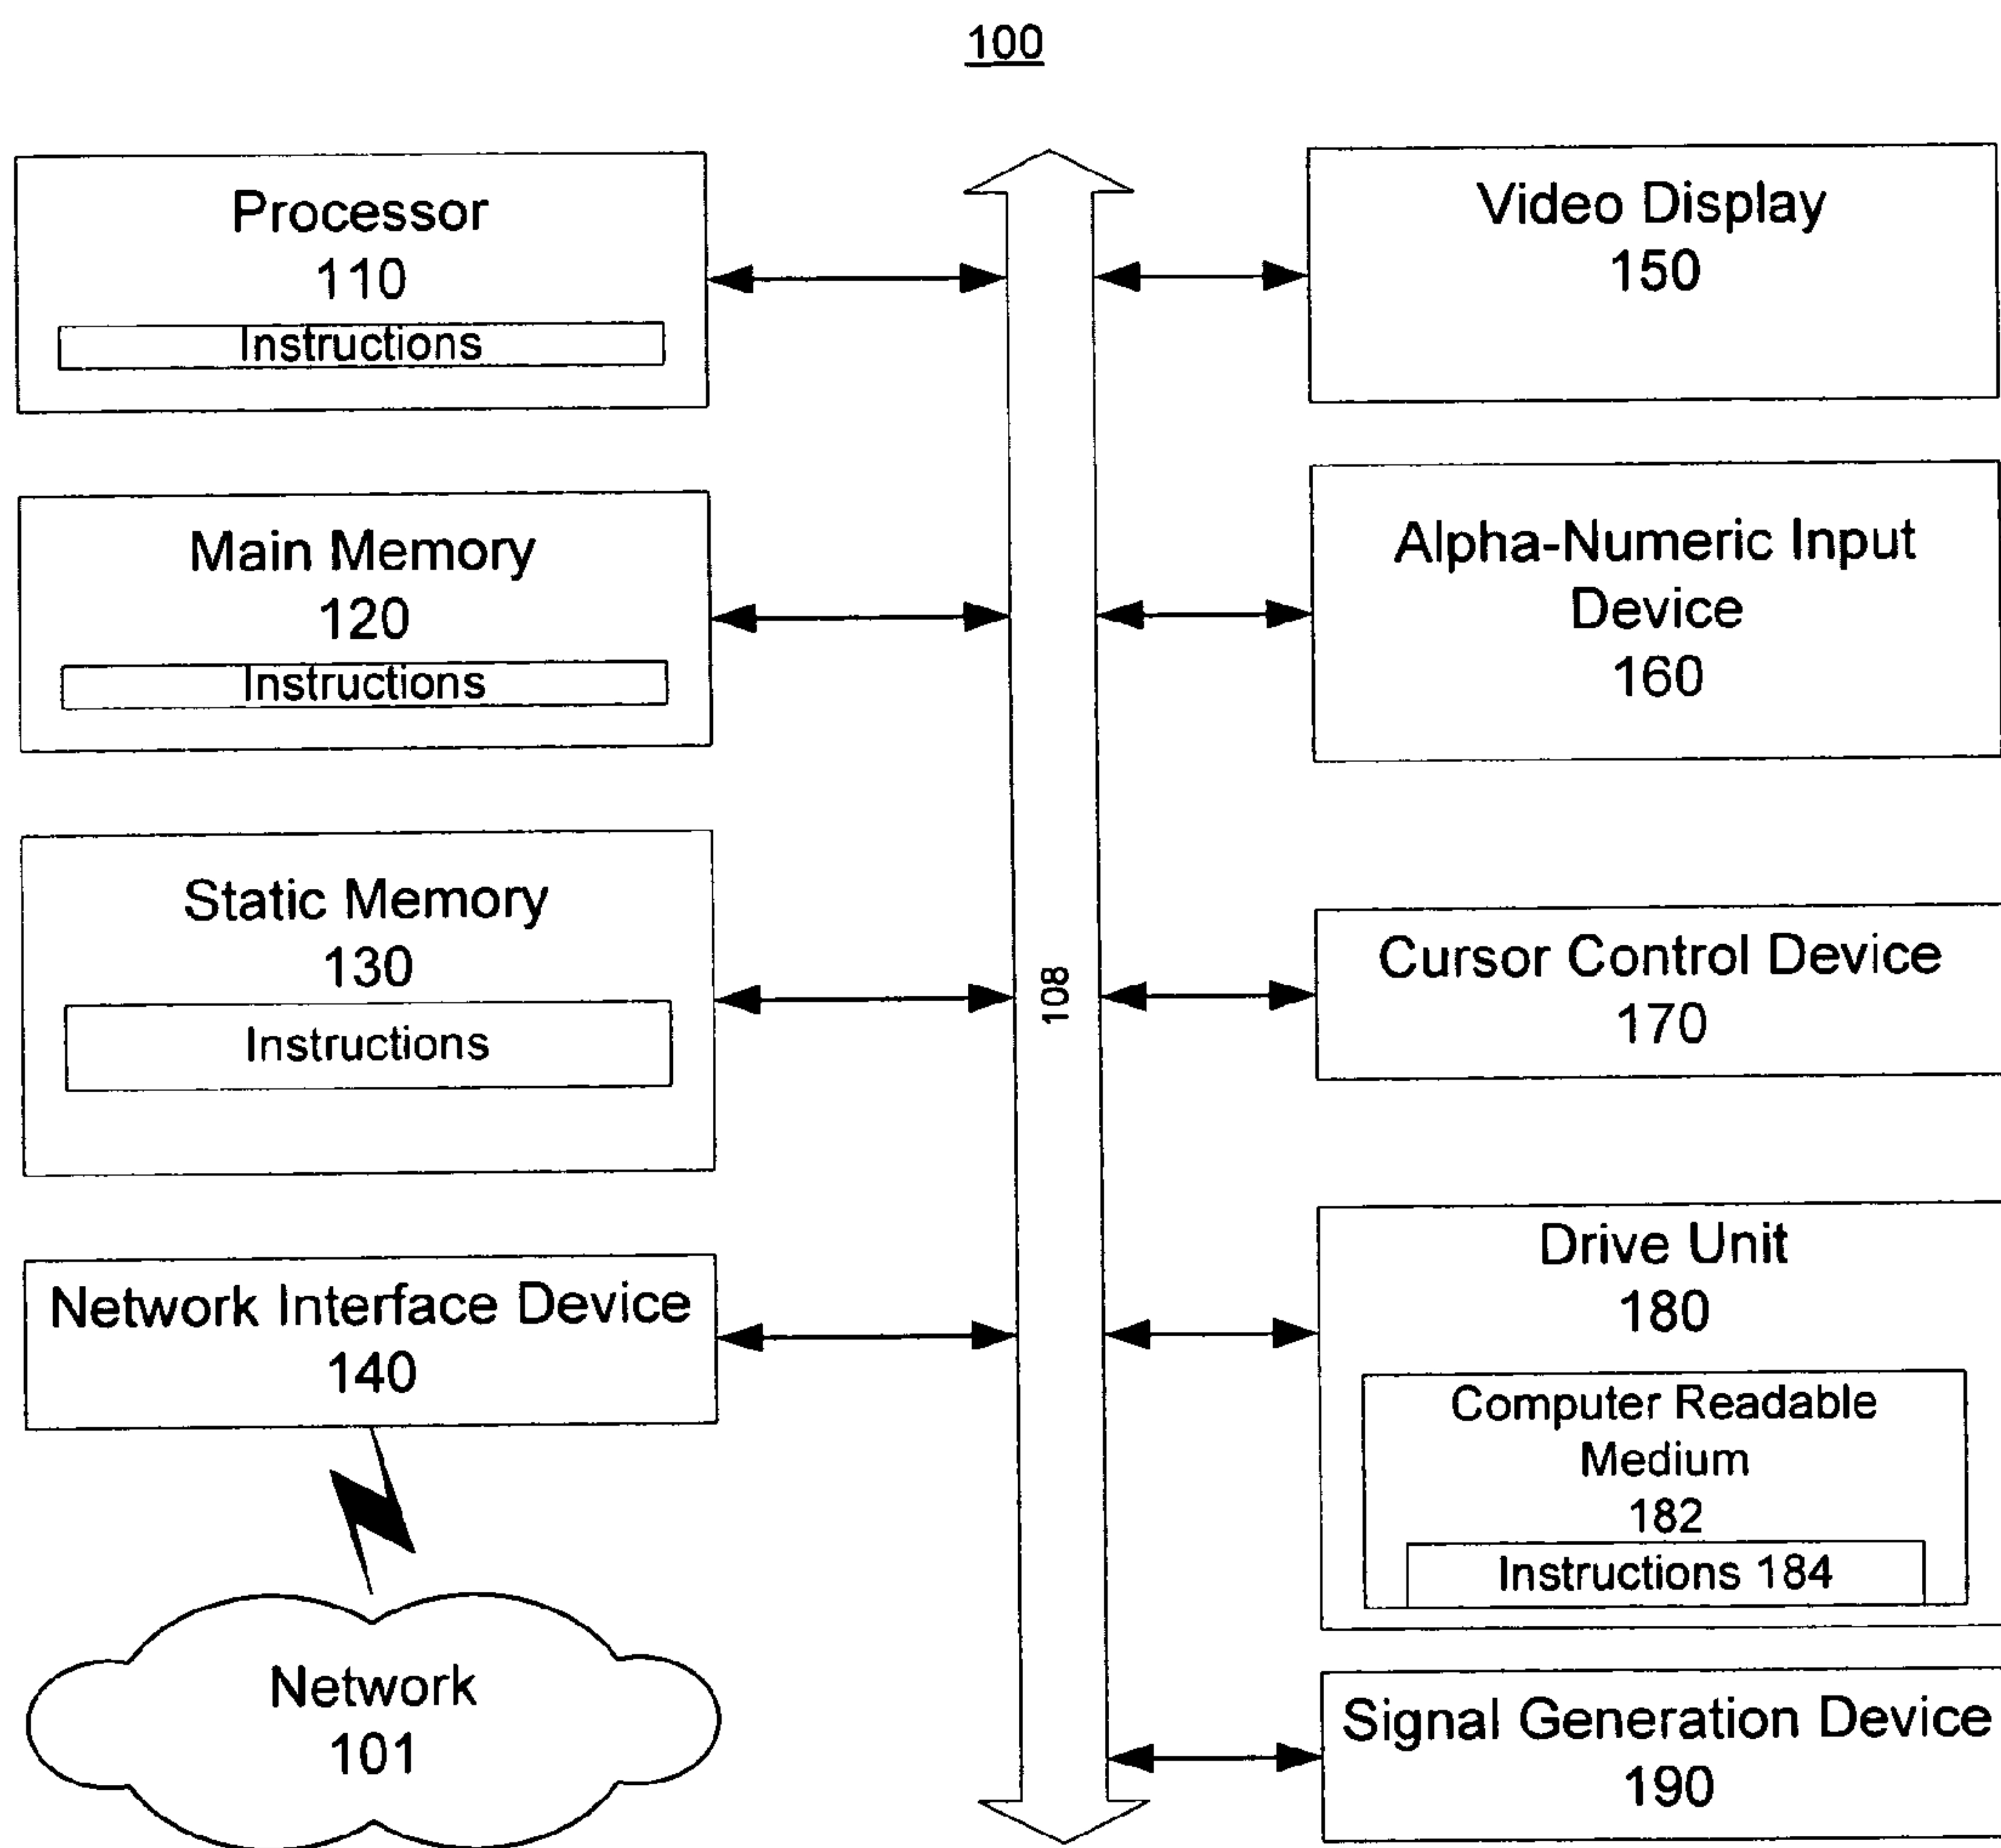 100
Processor
110
Instructions
Main Memory
120
Instructions
Static Memory
130
Instructions
Network Interface Device
140
Network
101
108
Video Display
150
Alpha-Numeric Input
Device
160
Cursor Control Device
170
Drive Unit
180
Computer Readable
Medium
182
Instructions 184
Signal Generation Device
190